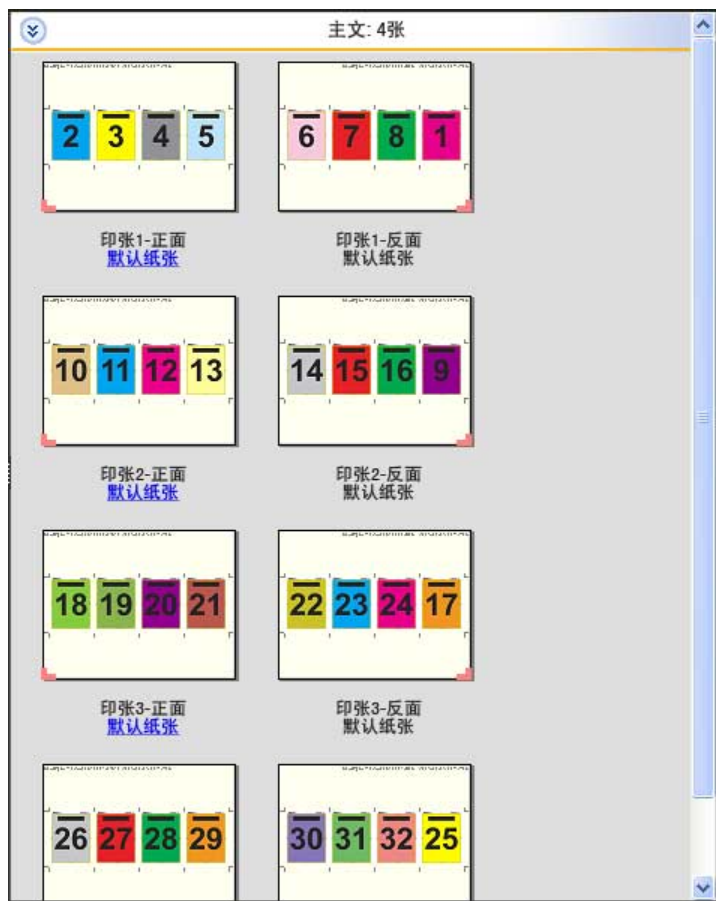 主文: 4张
2 3 4 5
6 7 8 1
印张1-正面
默认纸张
印张1-反面
默认纸张
10 11 12 13
14 15 16 9
印张2-正面
默认纸张
印张2-反面
默认纸张
18 19 20 21
22 23 24 17
印张3-正面
默认纸张
印张3-反面
默认纸张
26 27 28 29
30 31 32 25